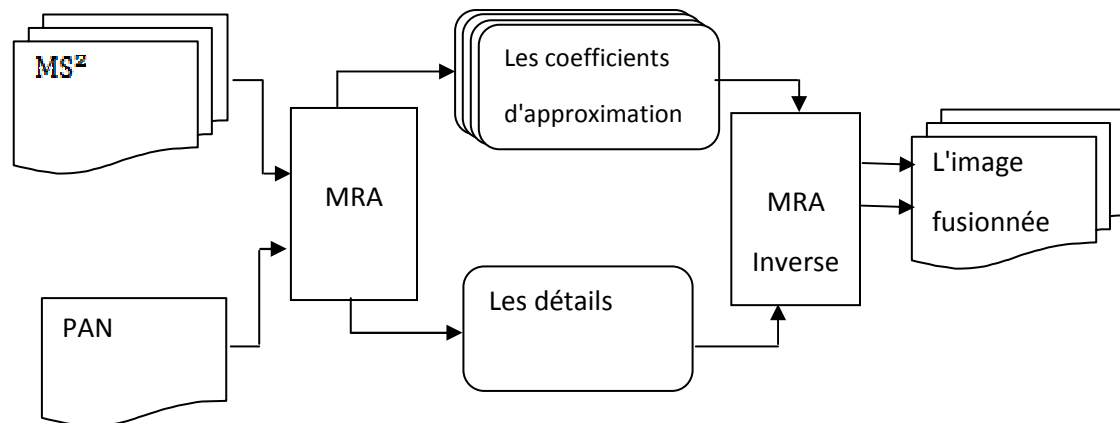 MS²
Les coefficients
d'approximation
MRA
MRA
Inverse
L'image
fusionnée
PAN
Les détails